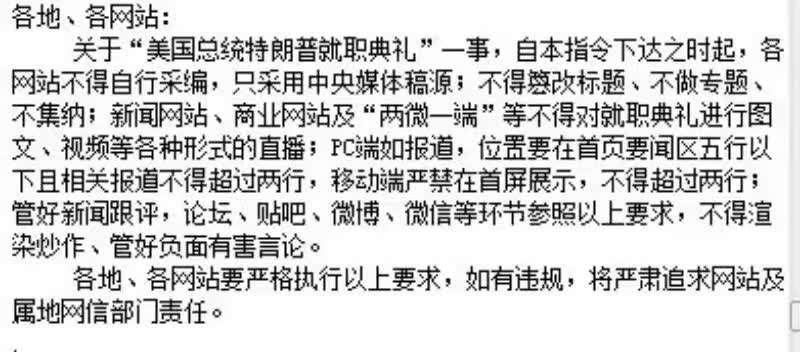 各地、各网站：
关于“美国总统特朗普就职典礼”一事，自本指令下达之时起，各
网站不得自行采编，只采用中央媒体稿源；不得篡改标题、不做专题、
不集纳；新闻网站、商业网站及“两微一端”等不得对就职典礼进行图
文、视频等各种形式的直播；PC端如报道，位置要在首页要闻区五行以
下且相关报道不得超过两行，移动端严禁在首屏展示，不得超过两行；
管好新闻跟评，论坛、贴吧、微博、微信等环节参照以上要求，不得渲
染炒作、管好负面有害言论。
各地、各网站要严格执行以上要求，如有违规，将严肃追求网站及
属地网信部门责任。